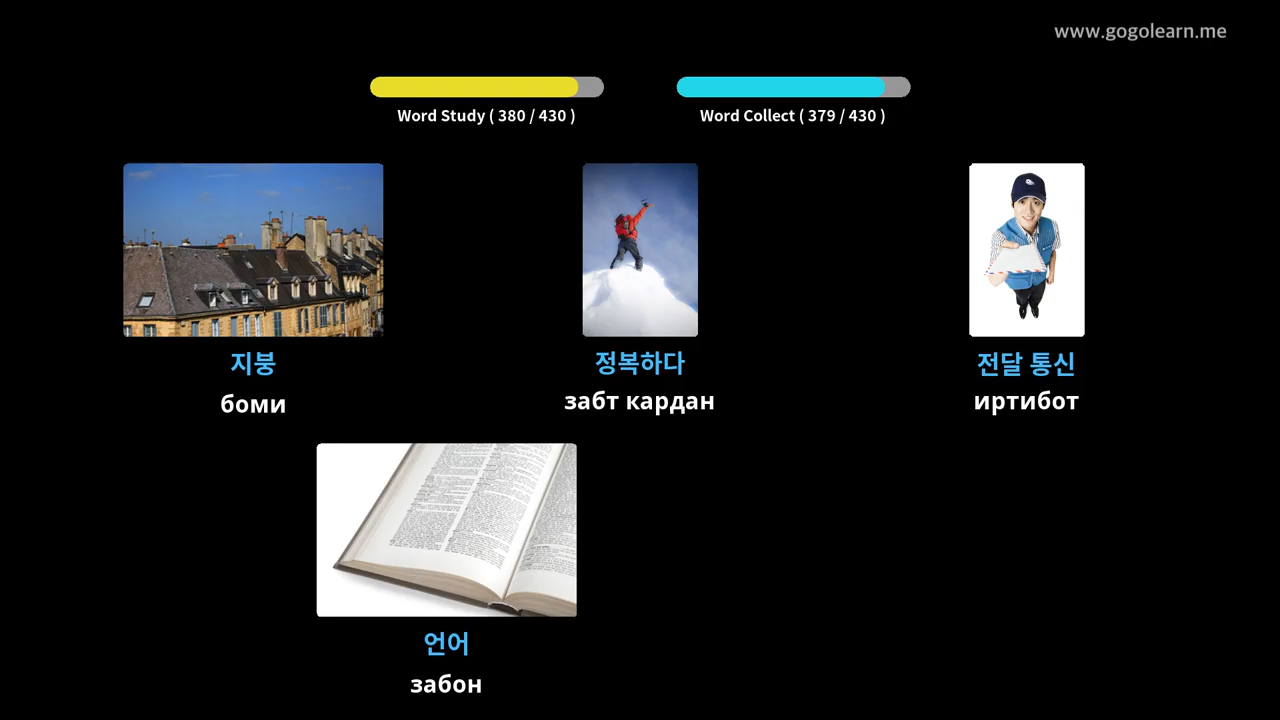 www.gogolearn.me
Word Study ( 380 / 430 )
Word Collect ( 379 / 430 )
지붕
정복하다
전달 통신
боми
забт кардан
иртибот
언어
забон